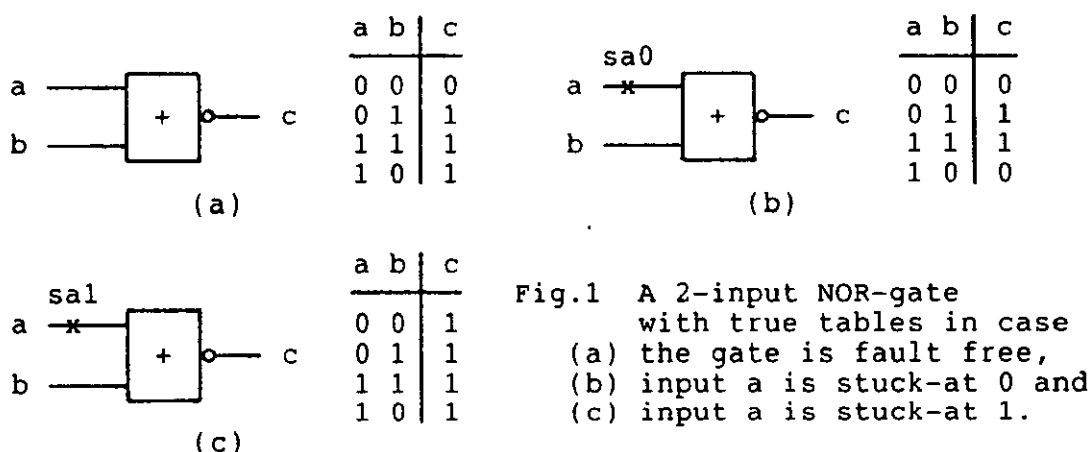 a b c
0 0 0
0 1 1
1 1 1
1 0 1
a
b
+
c
(a)
a b c
0 0 0
0 1 1
1 1 1
1 0 0
sa0
a
b
+
c
(b)
a b c
0 0 1
0 1 1
1 1 1
1 0 1
sa1
a
b
+
c
(c)
Fig.1 A 2-input NOR-gate
with true tables in case
(a) the gate is fault free,
(b) input a is stuck-at 0 and
(c) input a is stuck-at 1.